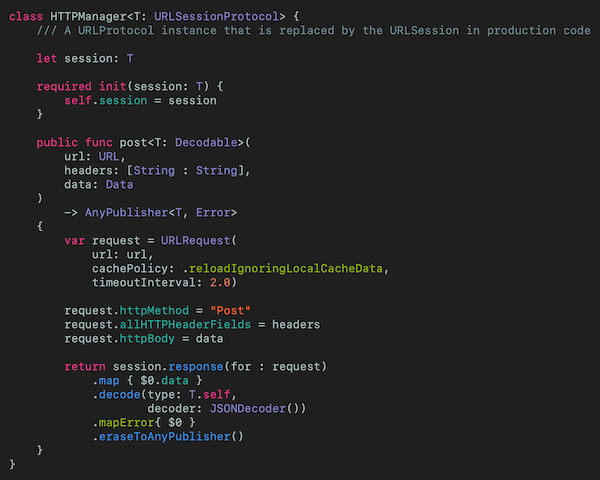 class HTTPManager<T: URLSessionProtocol> {
    /// A URLProtocol instance that is replaced by the URLSession in production code

    let session: T

    required init(session: T) {
        self.session = session
    }

    public func post<T: Decodable>(
        url: URL,
        headers: [String : String],
        data: Data
    )
        -> AnyPublisher<T, Error>
    {
        var request = URLRequest(
            url: url,
            cachePolicy: .reloadIgnoringLocalCacheData,
            timeoutInterval: 2.0)

        request.httpMethod = "Post"
        request.allHTTPHeaderFields = headers
        request.httpBody = data

        return session.response(for : request)
            .map { $0.data }
            .decode(type: T.self,
                    decoder: JSONDecoder())
            .mapError{ $0 }
            .eraseToAnyPublisher()
    }
}